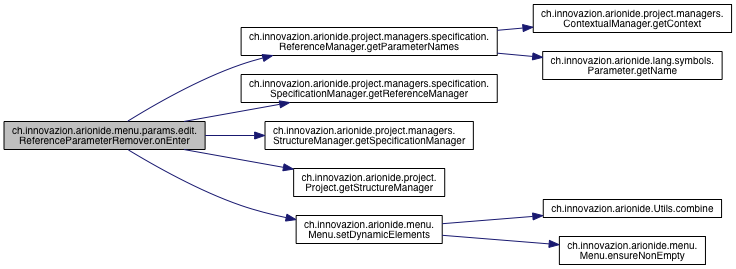 ch.innovazion.arionide.menu.params.edit.
ReferenceParameterRemover.onEnter
ch.innovazion.arionide.project.managers.specification.
ReferenceManager.getParameterNames
ch.innovazion.arionide.project.managers.
ContextualManager.getContext
ch.innovazion.arionide.lang.symbols.
Parameter.getName
ch.innovazion.arionide.project.managers.specification.
SpecificationManager.getReferenceManager
ch.innovazion.arionide.project.managers.
StructureManager.getSpecificationManager
ch.innovazion.arionide.project.
Project.getStructureManager
ch.innovazion.arionide.menu.
Menu.setDynamicElements
ch.innovazion.arionide.Utils.combine
ch.innovazion.arionide.menu.
Menu.ensureNonEmpty